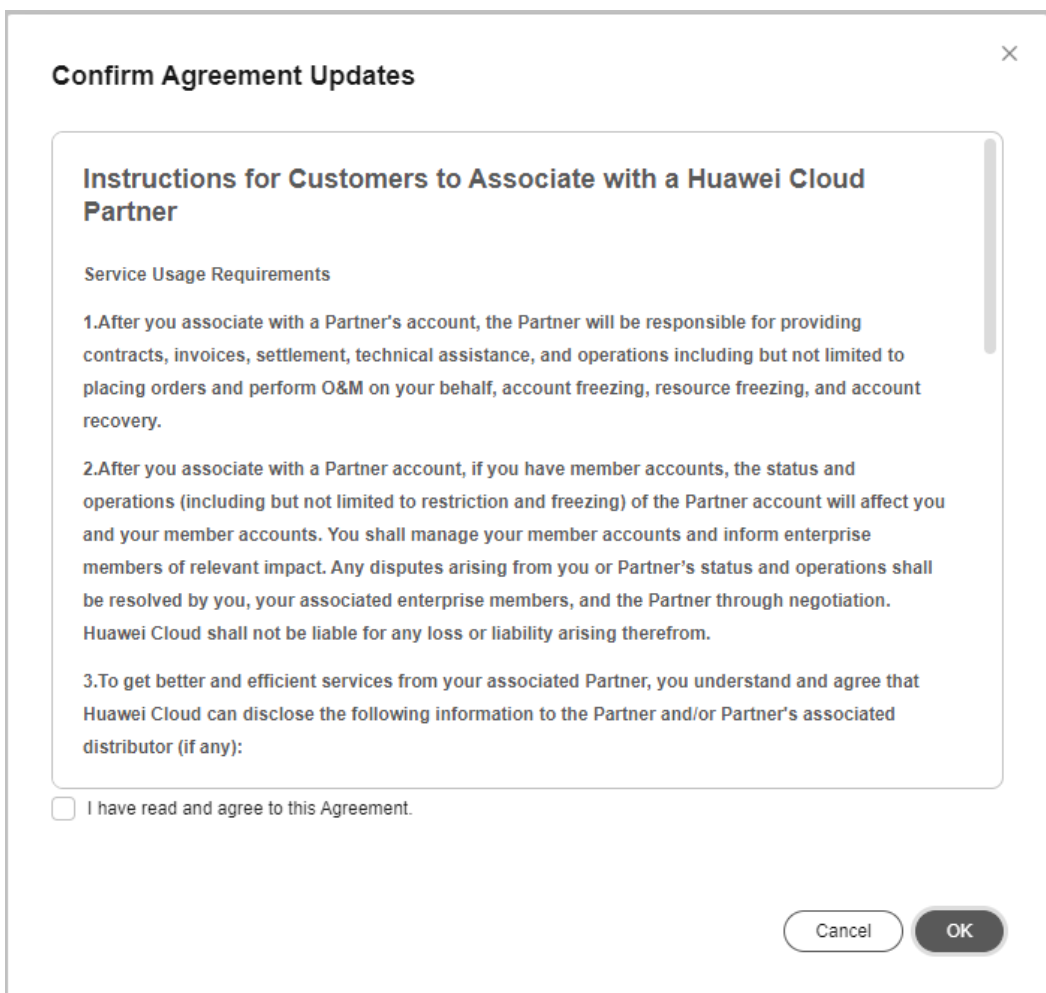 Confirm Agreement Updates
Instructions for Customers to Associate with a Huawei Cloud
Partner
Service Usage Requirements
1.After you associate with a Partner's account, the Partner will be responsible for providing
contracts, invoices, settlement, technical assistance, and operations including but not limited to
placing orders and perform O&M on your behalf, account freezing, resource freezing, and account
recovery.
2.After you associate with a Partner account, if you have member accounts, the status and
operations (including but not limited to restriction and freezing) of the Partner account will affect you
and your member accounts. You shall manage your member accounts and inform enterprise
members of relevant impact. Any disputes arising from you or Partner’s status and operations shall
be resolved by you, your associated enterprise members, and the Partner through negotiation.
Huawei Cloud shall not be liable for any loss or liability arising therefrom.
3.To get better and efficient services from your associated Partner, you understand and agree that
Huawei Cloud can disclose the following information to the Partner and/or Partner's associated
distributor (if any):
I have read and agree to this Agreement.
Cancel
OK